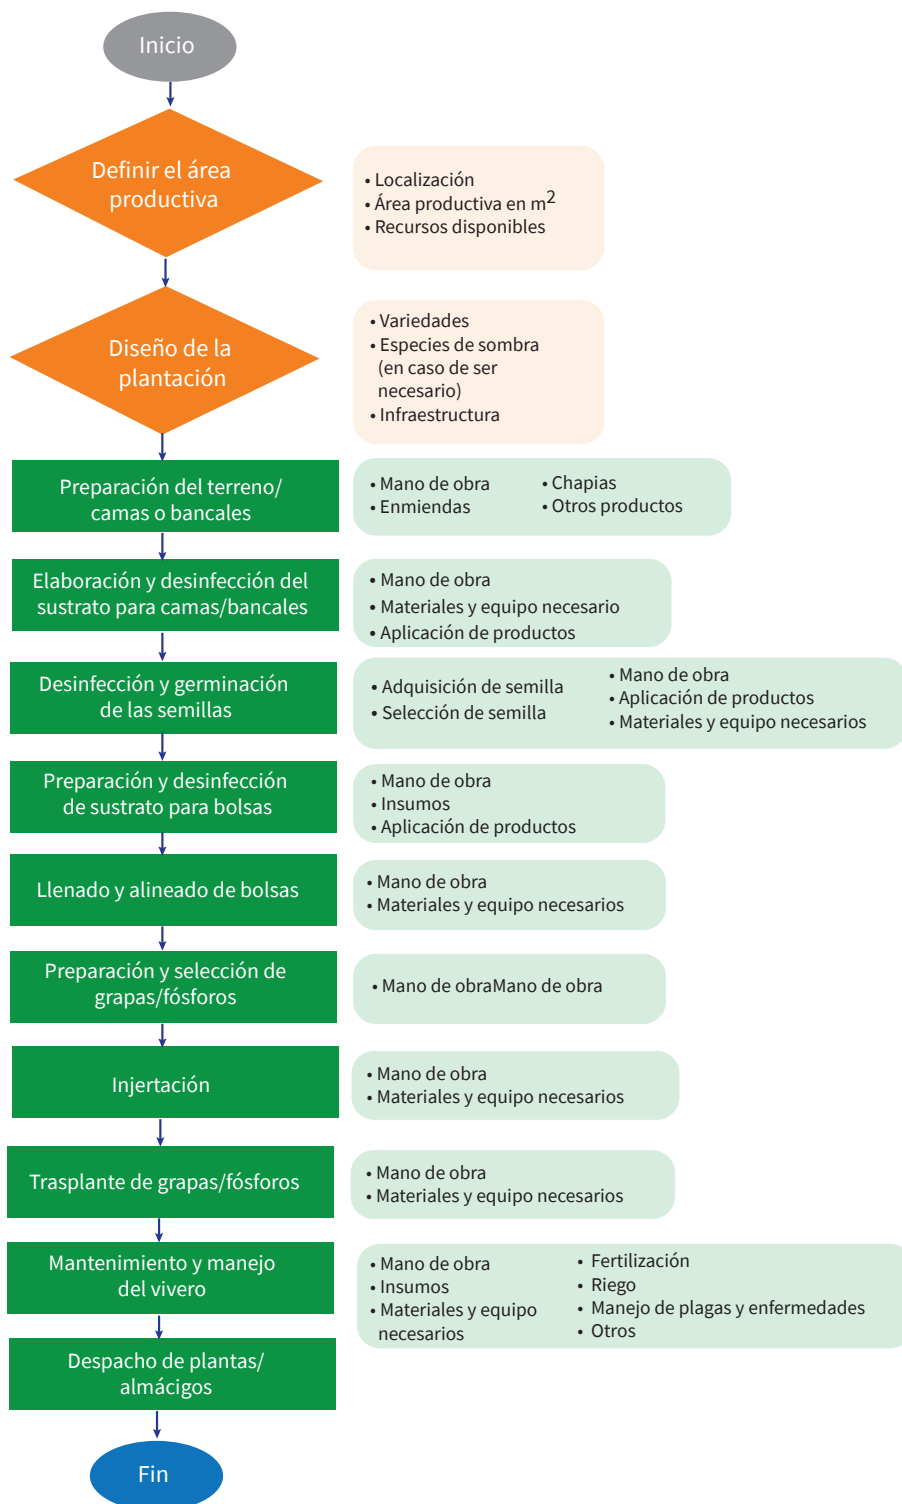 Inicio
Definir el área
productiva
• Localización
• Área productiva en m²
• Recursos disponibles
Diseño de la
plantación
• Variedades
• Especies de sombra
(en caso de ser
necesario)
• Infraestructura
Preparación del terreno/
camas o bancales
• Mano de obra
• Enmiendas
• Chapias
• Otros productos
Elaboración y desinfección del
sustrato para camas/bancales
• Mano de obra
• Materiales y equipo necesario
• Aplicación de productos
Desinfección y germinación
de las semillas
• Adquisición de semilla
• Selección de semilla
• Mano de obra
• Aplicación de productos
• Materiales y equipo necesarios
Preparación y desinfección
de sustrato para bolsas
• Mano de obra
• Insumos
• Aplicación de productos
Llenado y alineado de bolsas
• Mano de obra
• Materiales y equipo necesarios
Preparación y selección de
grapas/fósforos
• Mano de obraMano de obra
Injertación
• Mano de obra
• Materiales y equipo necesarios
Trasplante de grapas/fósforos
• Mano de obra
• Materiales y equipo necesarios
Mantenimiento y manejo
del vivero
• Mano de obra
• Insumos
• Materiales y equipo
necesarios
• Fertilización
• Riego
• Manejo de plagas y enfermedades
• Otros
Despacho de plantas/
almácigos
Fin